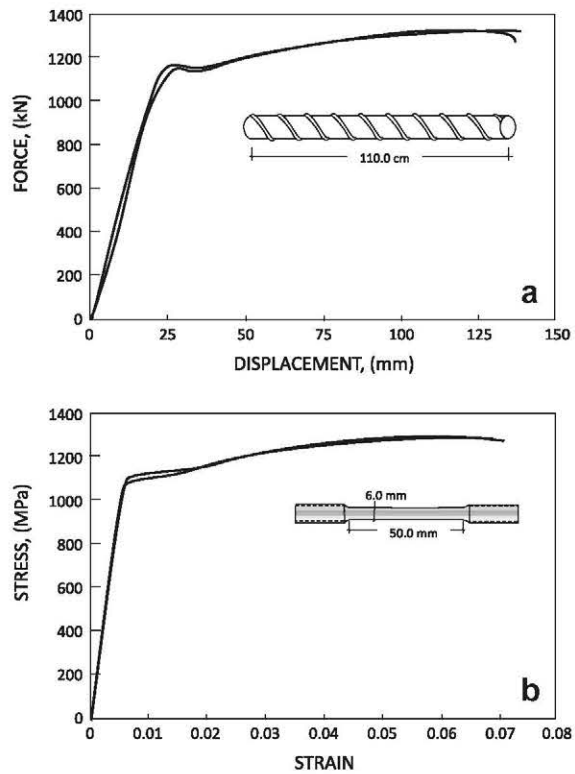 1400
1200
1000
800
600
400
200
0
FORCE, (kN)
110.0 cm
a
0 25 50 75 100 125 150
DISPLACEMENT, (mm)
1400
1200
1000
800
600
400
200
0
STRESS, (MPa)
6.0 mm
50.0 mm
b
0 0.01 0.02 0.03 0.04 0.05 0.06 0.07 0.08
STRAIN